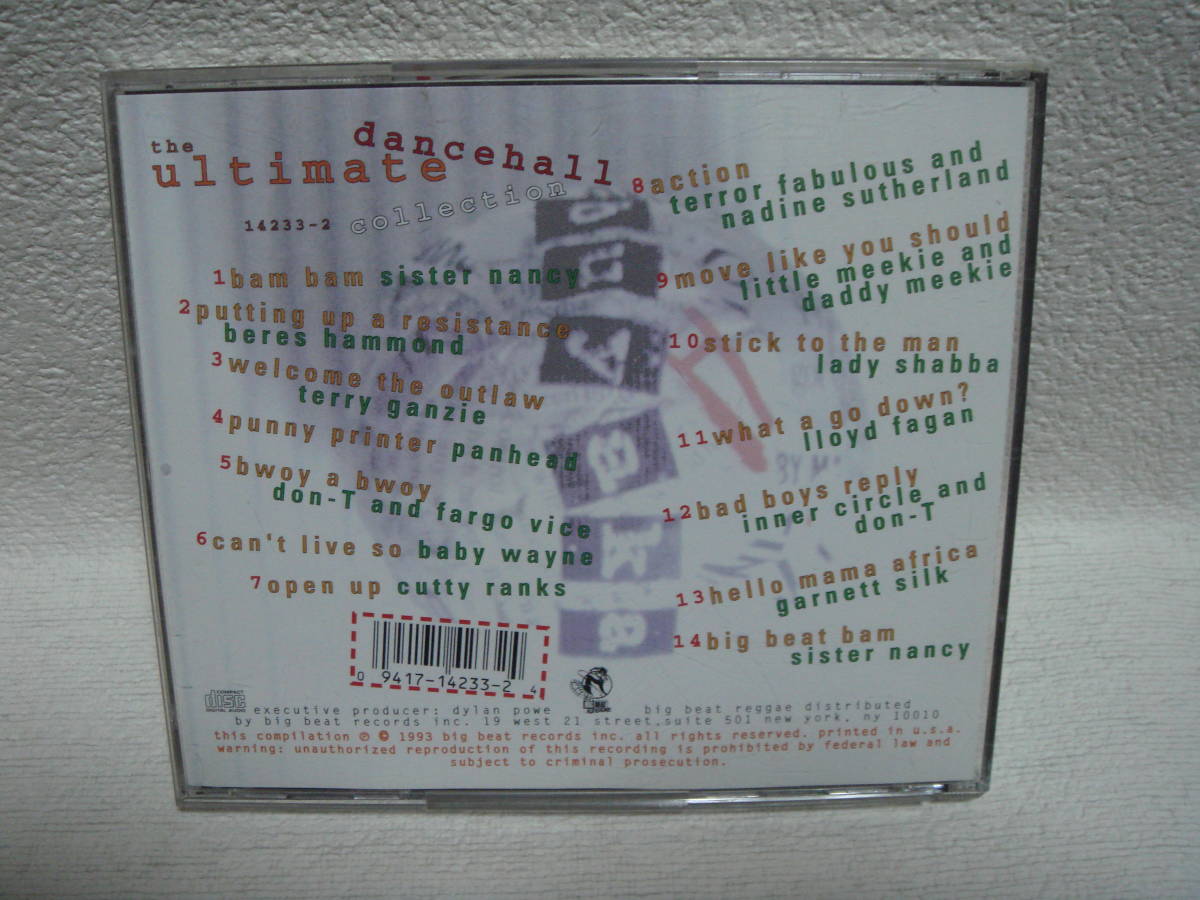 the
dancehall
ultimate
14233-2 collection
1 bam bam sister nancy
2 putting up a resistance
beres hammond
3 welcome the outlaw
terry ganzie
4 punny printer panhead
5 bwoy a bwoy
don-T and fargo vice
6 can't live so baby wayne
7 open up cutty ranks
8 action
terror fabulous and
nadine sutherland
9 move like you should
little meekie and
daddy meekie
10 stick to the man
lady shabba
11 what a go down?
lloyd fagan
12 bad boys reply
inner circle and
don-T
13 hello mama africa
garnett silk
14 big beat bam
sister nancy
0 9417-14233-2 4
COMPACT
disc
DIGITAL AUDIO
executive producer: dylan powe
big beat reggae distributed
by big beat records inc. 19 west 21 street,suite 501 new york, ny 10010
this compilation ℗ © 1993 big beat records inc. all rights reserved. printed in u.s.a.
warning: unauthorized reproduction of this recording is prohibited by federal law and
subject to criminal prosecution.